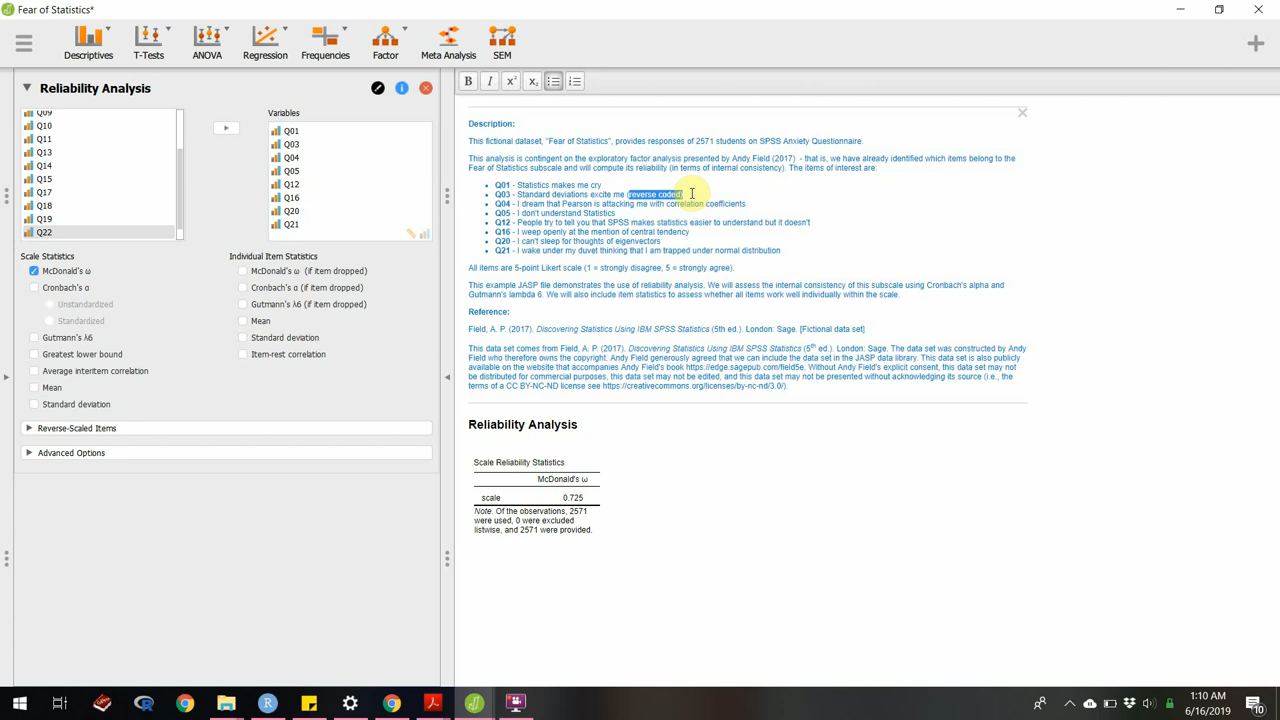 Fear of Statistics*
Descriptives
T-Tests
ANOVA
Regression
Frequencies
Factor
Meta Analysis
SEM
Reliability Analysis
Q09
Q10
Q11
Q13
Q14
Q15
Q17
Q18
Q19
Q22
Variables
Q01
Q03
Q04
Q05
Q12
Q16
Q20
Q21
Scale Statistics
McDonald's ω
Cronbach's α
Unstandardized
Standardized
Gutmann's λ6
Greatest lower bound
Average interitem correlation
Mean
Standard deviation
Individual Item Statistics
McDonald's ω (if item dropped)
Cronbach's α (if item dropped)
Gutmann's λ6 (if item dropped)
Mean
Standard deviation
Item-rest correlation
Reverse-Scaled Items
Advanced Options
B I x² x₂
Description:
This fictional dataset, "Fear of Statistics", provides responses of 2571 students on SPSS Anxiety Questionnaire.
This analysis is contingent on the exploratory factor analysis presented by Andy Field (2017) - that is, we have already identified which items belong to the
Fear of Statistics subscale and will compute its reliability (in terms of internal consistency). The items of interest are:
• Q01 - Statistics makes me cry
• Q03 - Standard deviations excite me (reverse coded)
• Q04 - I dream that Pearson is attacking me with correlation coefficients
• Q05 - I don't understand Statistics
• Q12 - People try to tell you that SPSS makes statistics easier to understand but it doesn't
• Q16 - I weep openly at the mention of central tendency
• Q20 - I can't sleep for thoughts of eigenvectors
• Q21 - I wake under my duvet thinking that I am trapped under normal distribution
All items are 5-point Likert scale (1 = strongly disagree, 5 = strongly agree).
This example JASP file demonstrates the use of reliability analysis. We will assess the internal consistency of this subscale using Cronbach's alpha and
Gutmann's lambda 6. We will also include item statistics to assess whether all items work well individually within the scale.
Reference:
Field, A. P. (2017). Discovering Statistics Using IBM SPSS Statistics (5th ed.). London: Sage. [Fictional data set]
This data set comes from Field, A. P. (2017). Discovering Statistics Using IBM SPSS Statistics (5th ed.). London: Sage. The data set was constructed by Andy
Field who therefore owns the copyright. Andy Field generously agreed that we can include the data set in the JASP data library. This data set is also publicly
available on the website that accompanies Andy Field's book https://edge.sagepub.com/field5e. Without Andy Field's explicit consent, this data set may not
be distributed for commercial purposes, this data set may not be edited, and this data set may not be presented without acknowledging its source (i.e., the
terms of a CC BY-NC-ND license see https://creativecommons.org/licenses/by-nc-nd/3.0/).
Reliability Analysis
Scale Reliability Statistics
McDonald's ω
scale 0.725
Note. Of the observations, 2571
were used, 0 were excluded
listwise, and 2571 were provided.
1:10 AM
6/16/2019
10